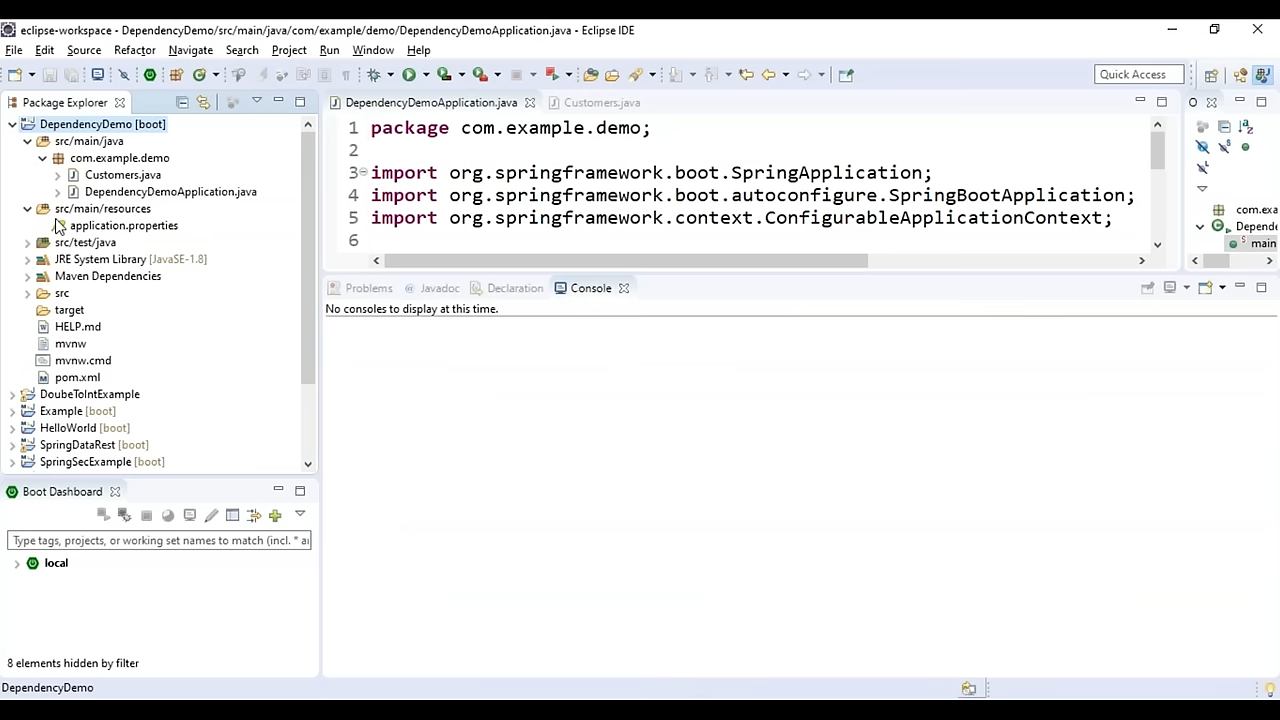 eclipse-workspace - DependencyDemo/src/main/java/com/example/demo/DependencyDemoApplication.java - Eclipse IDE
File Edit Source Refactor Navigate Search Project Run Window Help
Quick Access
Package Explorer
DependencyDemo [boot]
src/main/java
com.example.demo
Customers.java
DependencyDemoApplication.java
src/main/resources
application.properties
src/test/java
JRE System Library [JavaSE-1.8]
Maven Dependencies
src
target
HELP.md
mvnw
mvnw.cmd
pom.xml
DoubeToIntExample
Example [boot]
HelloWorld [boot]
SpringDataRest [boot]
SpringSecExample [boot]
Boot Dashboard
Type tags, projects, or working set names to match (incl. * a
local
8 elements hidden by filter
DependencyDemo
DependencyDemoApplication.java Customers.java
1 package com.example.demo;
2
3 import org.springframework.boot.SpringApplication;
4 import org.springframework.boot.autoconfigure.SpringBootApplication;
5 import org.springframework.context.ConfigurableApplicationContext;
6
Problems @ Javadoc Declaration Console
No consoles to display at this time.
O
com.exa
Depende
main